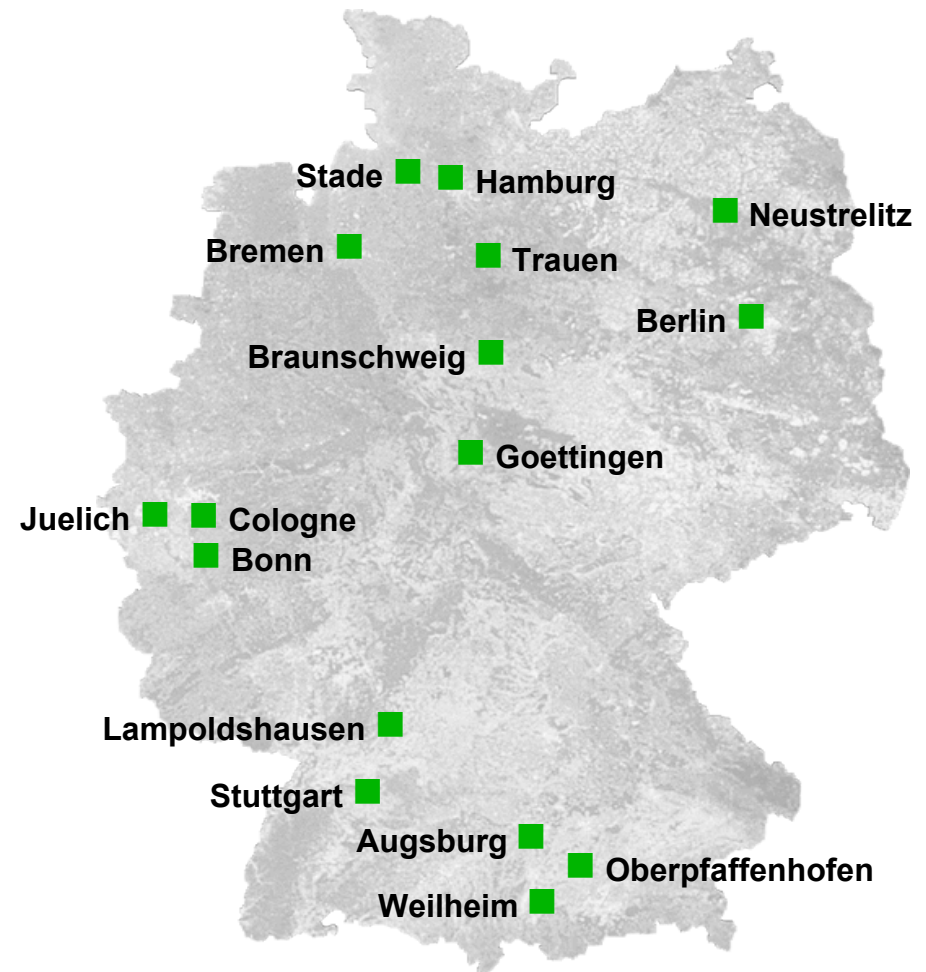 Stade
Hamburg
Neustrelitz
Bremen
Trauen
Berlin
Braunschweig
Goettingen
Juelich
Cologne
Bonn
Lampoldshausen
Stuttgart
Augsburg
Oberpfaffenhofen
Weilheim